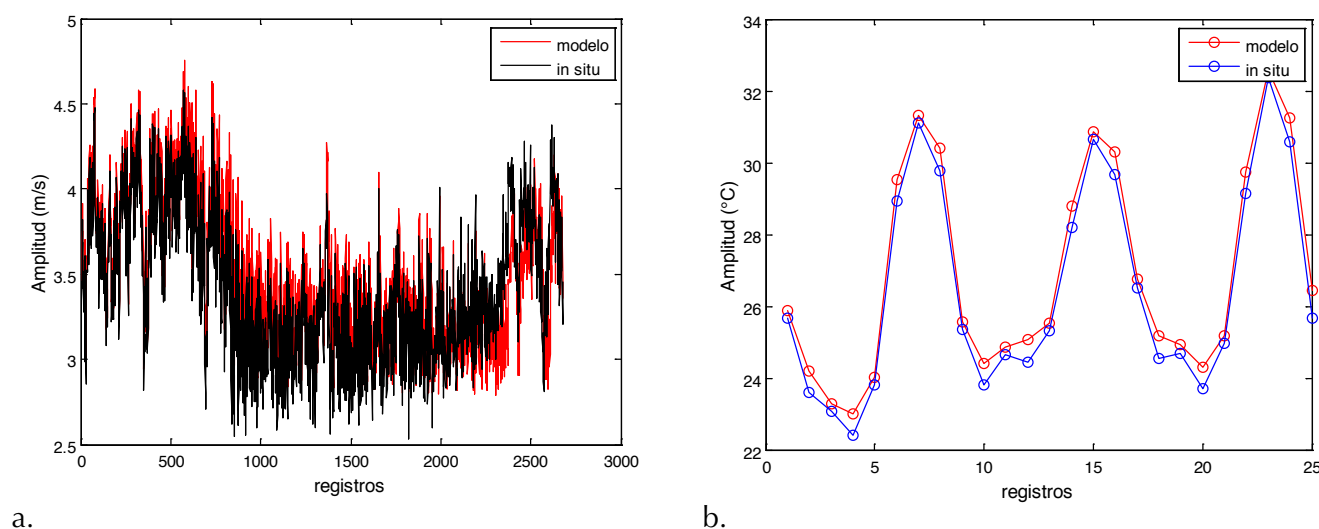 5
4.5
4
3.5
3
2.5
Amplitud (m/s)
0
500
1000
1500
2000
2500
3000
registros
modelo
in situ
a.
34
32
30
28
26
24
22
Amplitud (°C)
0
5
10
15
20
25
registros
modelo
in situ
b.